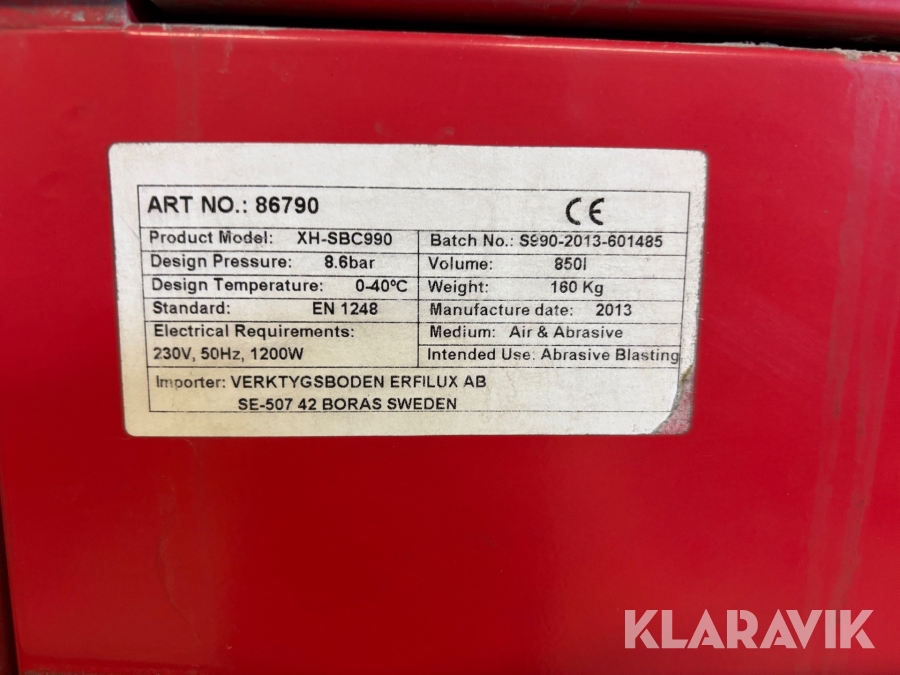 ART NO.: 86790 CE
Product Model: XH-SBC990 Batch No.: S990-2013-601485
Design Pressure: 8.6bar Volume: 850l
Design Temperature: 0-40°C Weight: 160 Kg
Standard: EN 1248 Manufacture date: 2013
Electrical Requirements: Medium: Air & Abrasive
230V, 50Hz, 1200W Intended Use: Abrasive Blasting
Importer: VERKTYGSBODEN ERFILUX AB
SE-507 42 BORAS SWEDEN
KLARAVIK